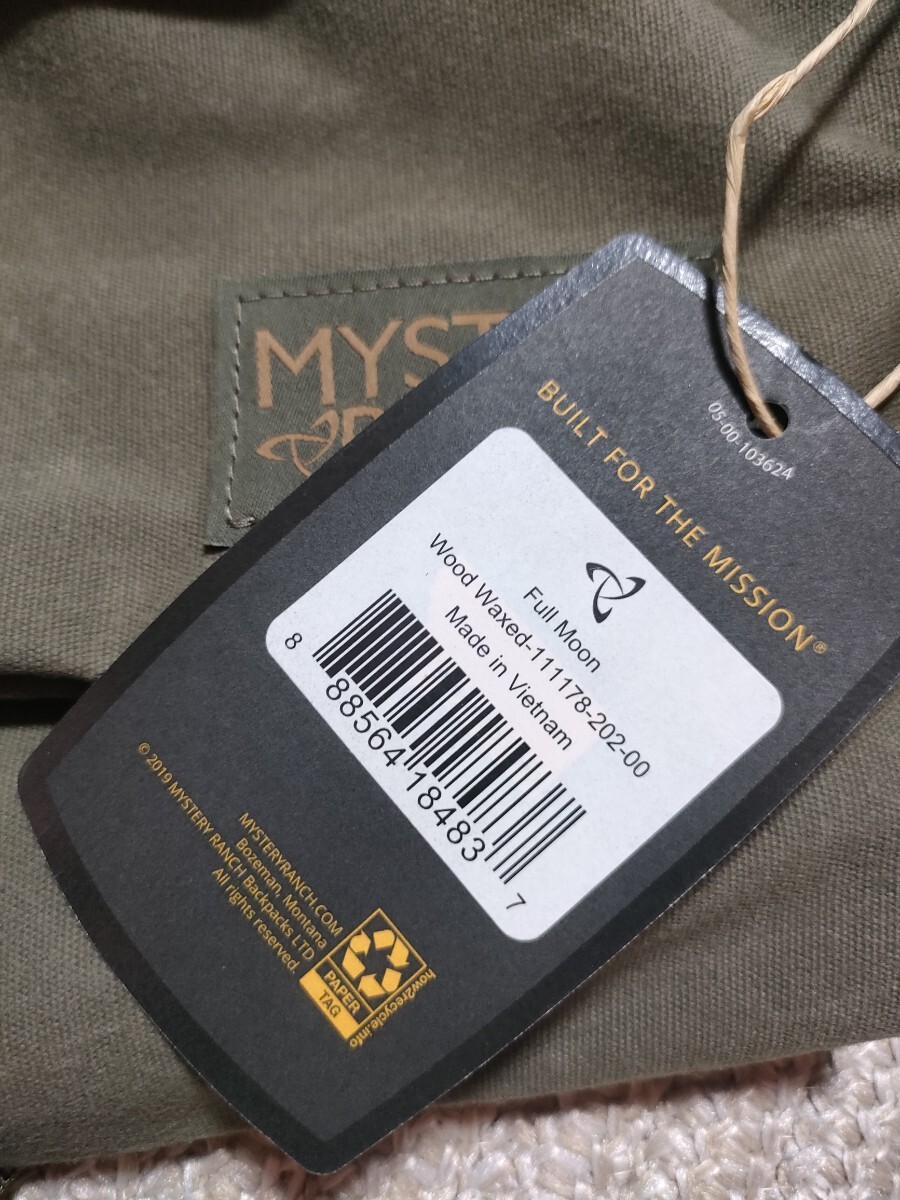 MYST
05-00-10362A
BUILT FOR THE MISSION®
Full Moon
Wood Waxed-111178-202-00
Made in Vietnam
8 88564 18483 7
MYSTERYRANCH.COM
Bozeman, Montana
© 2019 MYSTERY RANCH Backpacks LTD
All rights reserved.
PAPER
TAG
how2recycle.info